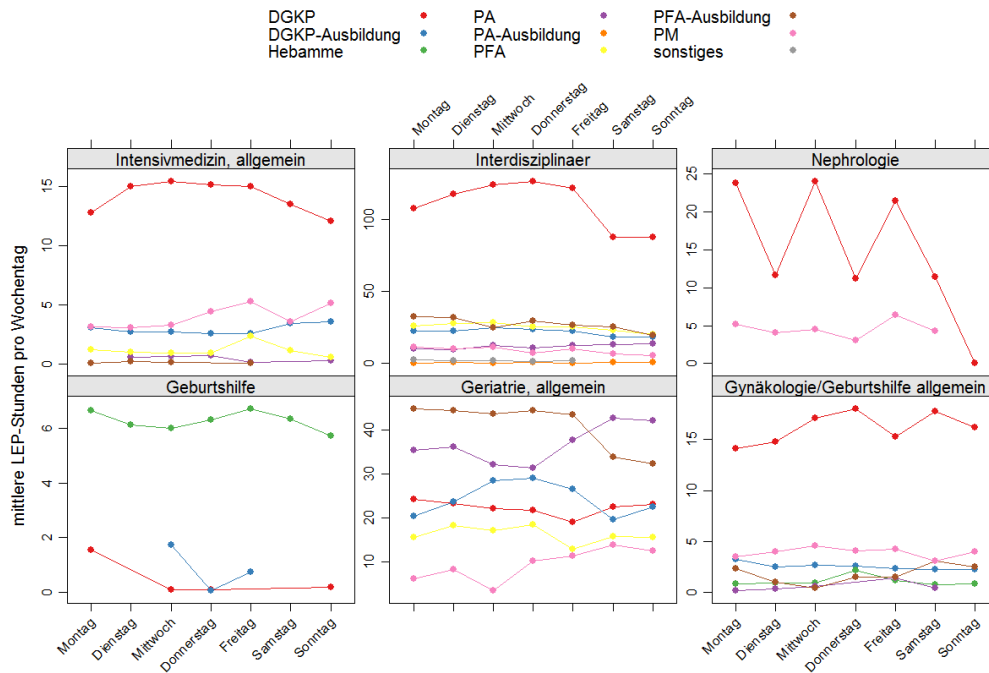 DGKP PA PFA-Ausbildung
DGKP-Ausbildung PA-Ausbildung PM
Hebamme PFA sonstiges
Montag Dienstag Mittwoch Donnerstag Freitag Samstag Sonntag
Intensivmedizin, allgemein Interdisziplinaer Nephrologie
0 5 10 15
0 50 100
0 5 10 15 20 25
mittlere LEP-Stunden pro Wochentag
Geburtshilfe Geriatrie, allgemein Gynäkologie/Geburtshilfe allgemein
0 2 4 6
10 20 30 40
0 5 10 15
Montag Dienstag Mittwoch Donnerstag Freitag Samstag Sonntag
Montag Dienstag Mittwoch Donnerstag Freitag Samstag Sonntag